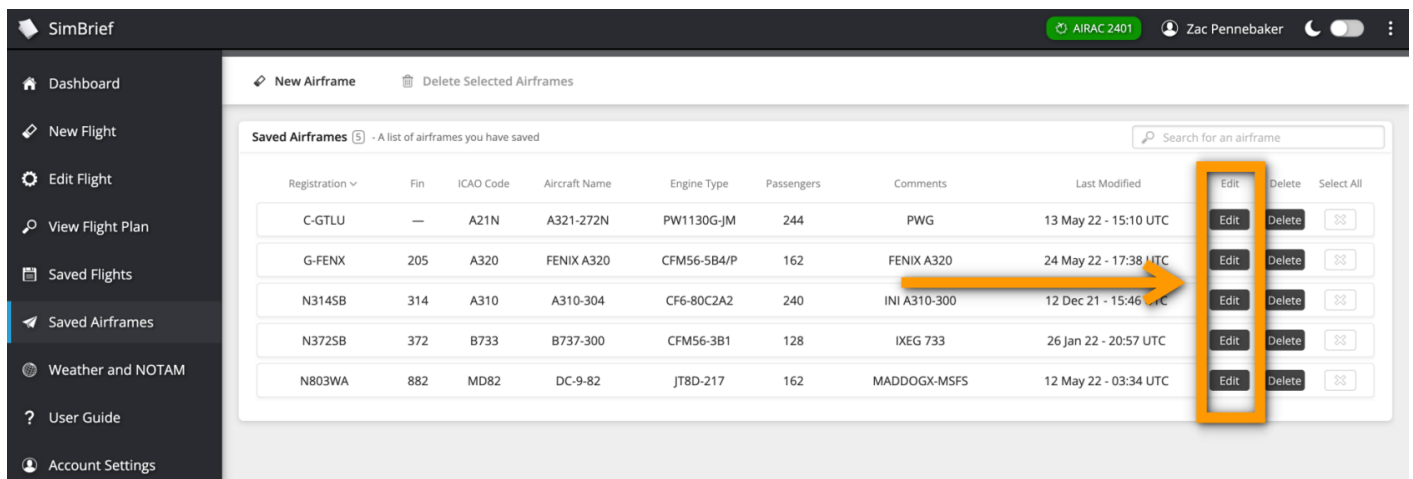 SimBrief
AIRAC 2401
Zac Pennebaker
Dashboard
New Flight
Edit Flight
View Flight Plan
Saved Flights
Saved Airframes
Weather and NOTAM
? User Guide
Account Settings
New Airframe Delete Selected Airframes
Saved Airframes 5 - A list of airframes you have saved
Search for an airframe
Registration Fin ICAO Code Aircraft Name Engine Type Passengers Comments Last Modified Edit Delete Select All
C-GTLU — A21N A321-272N PW1130G-JM 244 PWG 13 May 22 - 15:10 UTC Edit Delete
G-FENX 205 A320 FENIX A320 CFM56-5B4/P 162 FENIX A320 24 May 22 - 17:38 UTC Edit Delete
N314SB 314 A310 A310-304 CF6-80C2A2 240 INI A310-300 12 Dec 21 - 15:46 UTC Edit Delete
N372SB 372 B733 B737-300 CFM56-3B1 128 IXEG 733 26 Jan 22 - 20:57 UTC Edit Delete
N803WA 882 MD82 DC-9-82 JT8D-217 162 MADDOGX-MSFS 12 May 22 - 03:34 UTC Edit Delete